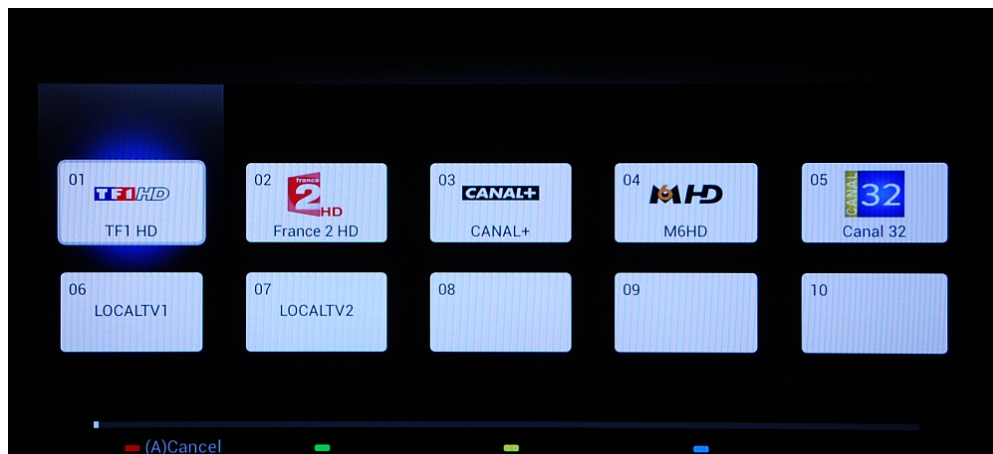 01
TF1 HD
TF1 HD
02
france
2
HD
France 2 HD
03
CANAL+
CANAL+
04
M6 HD
M6HD
05
CANAL
32
Canal 32
06
LOCALTV1
07
LOCALTV2
08
09
10
(A)Cancel